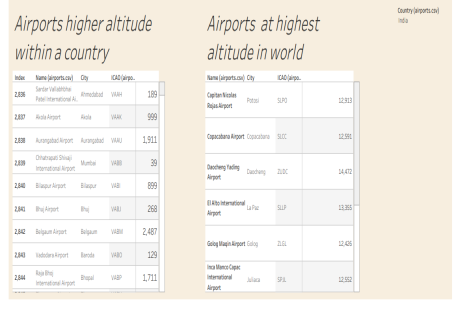 Airports higher altitude
within a country
Airports at highest
altitude in world
Country (airports.csv)
India
Index Name (airports.csv) City ICAO (airpo..
2,836 Sardar Vallabhbhai
Patel International Ai.. Ahmedabad VAAH 189
2,837 Akola Airport Akola VAAK 999
2,838 Aurangabad Airport Aurangabad VAAU 1,911
2,839 Chhatrapati Shivaji
International Airport Mumbai VABB 39
2,840 Bilaspur Airport Bilaspur VABI 899
2,841 Bhuj Airport Bhuj VABJ 268
2,842 Belgaum Airport Belgaum VABM 2,487
2,843 Vadodara Airport Baroda VABO 129
2,844 Raja Bhoj
International Airport Bhopal VABP 1,711
Name (airports.csv) City ICAO (airpo..
Capitan Nicolas
Rojas Airport Potosi SLPO 12,913
Copacabana Airport Copacabana SLCC 12,591
Daocheng Yading
Airport Daocheng ZUDC 14,472
El Alto International
Airport La Paz SLLP 13,355
Golog Maqin Airport Golog ZLGL 12,426
Inca Manco Capac
International
Airport Juliaca SPJL 12,552